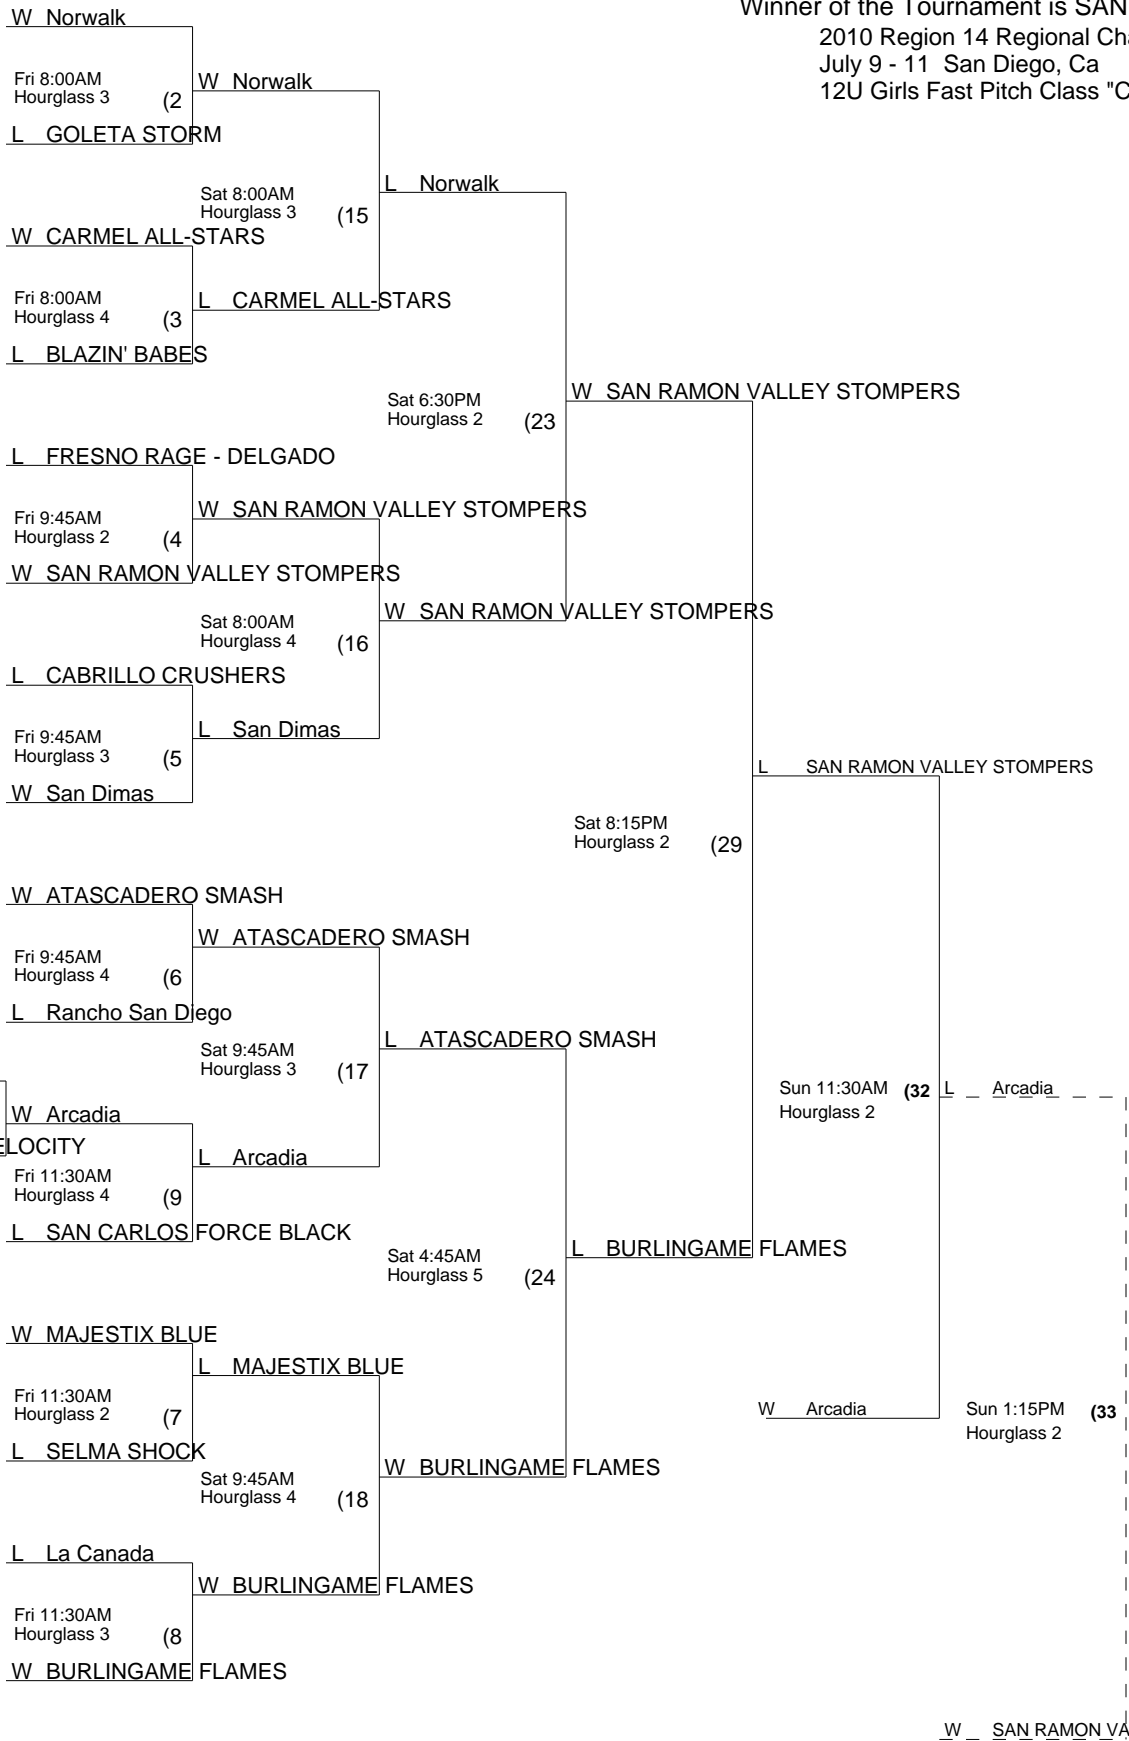 W Norwalk
Winner of the Tournament is SAN
2010 Region 14 Regional
July 9 - 11 San Diego, Ca
12U Girls Fast Pitch Class "C
Fri 8:00AM
Hourglass 3 (2
W Norwalk
L GOLETA STORM
Sat 8:00AM
Hourglass 3 (15
L Norwalk
W CARMEL ALL-STARS
Fri 8:00AM
Hourglass 4 (3
L CARMEL ALL-STARS
L BLAZIN' BABES
Sat 6:30PM
Hourglass 2 (23
W SAN RAMON VALLEY STOMPERS
L FRESNO RAGE - DELGADO
Fri 9:45AM
Hourglass 2 (4
W SAN RAMON VALLEY STOMPERS
W SAN RAMON VALLEY STOMPERS
Sat 8:00AM
Hourglass 4 (16
W SAN RAMON VALLEY STOMPERS
L CABRILLO CRUSHERS
Fri 9:45AM
Hourglass 3 (5
L San Dimas
W San Dimas
L SAN RAMON VALLEY STOMPERS
Sat 8:15PM
Hourglass 2 (29
W ATASCADERO SMASH
Fri 9:45AM
Hourglass 4 (6
W ATASCADERO SMASH
L Rancho San Diego
Sat 9:45AM
Hourglass 3 (17
L ATASCADERO SMASH
Sun 11:30AM (32
Hourglass 2
L Arcadia
W Arcadia
ELOCITY
Fri 11:30AM
Hourglass 4 (9
L Arcadia
L SAN CARLOS FORCE BLACK
Sat 4:45AM
Hourglass 5 (24
L BURLINGAME FLAMES
W MAJESTIX BLUE
Fri 11:30AM
Hourglass 2 (7
L MAJESTIX BLUE
L SELMA SHOCK
W Arcadia
Sun 1:15PM (33
Hourglass 2
Sat 9:45AM
Hourglass 4 (18
W BURLINGAME FLAMES
L La Canada
Fri 11:30AM
Hourglass 3 (8
W BURLINGAME FLAMES
W BURLINGAME FLAMES
W SAN RAMON VA